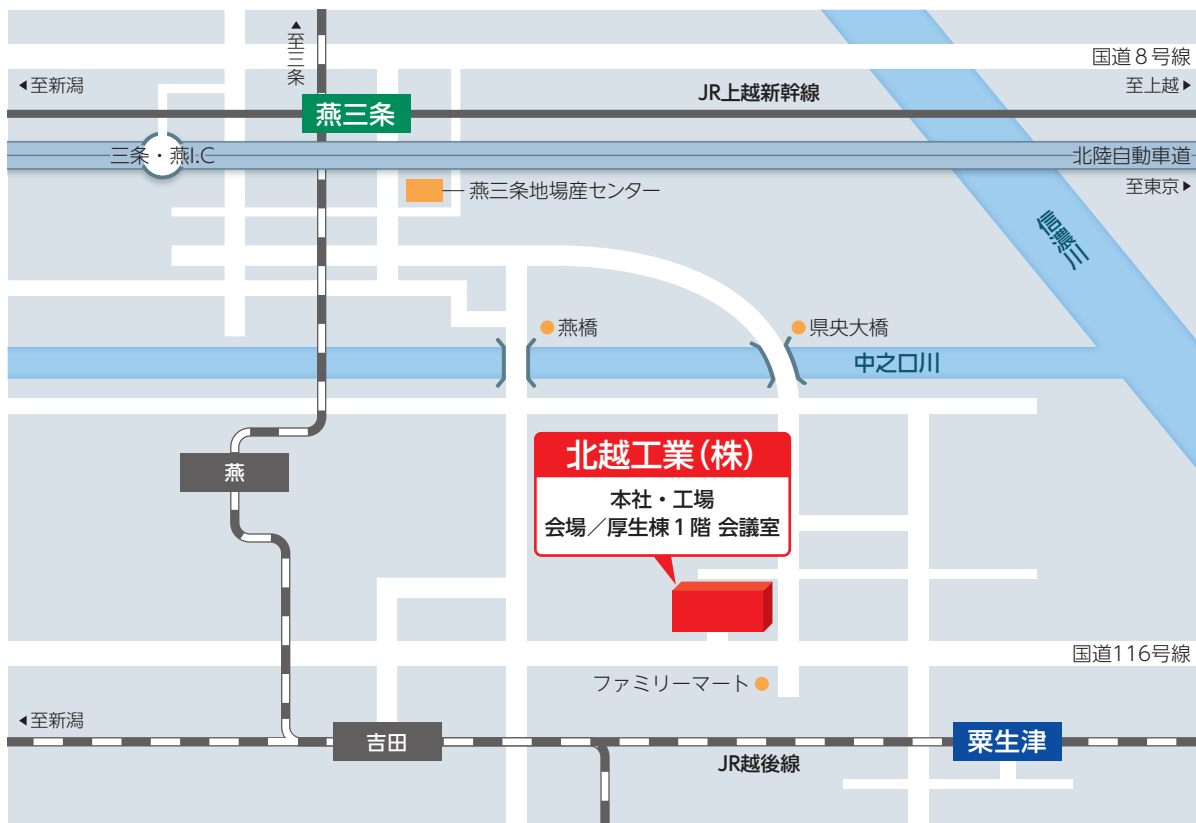 ▲至三条
国道8号線
◀至新潟
JR上越新幹線
至上越▶
燕三条
三条・燕I.C
北陸自動車道
燕三条地場産センター
至東京▶
信濃川
燕橋
県央大橋
中之口川
北越工業(株)
燕
本社・工場
会場／厚生棟1階 会議室
国道116号線
ファミリーマート
◀至新潟
吉田
粟生津
JR越後線